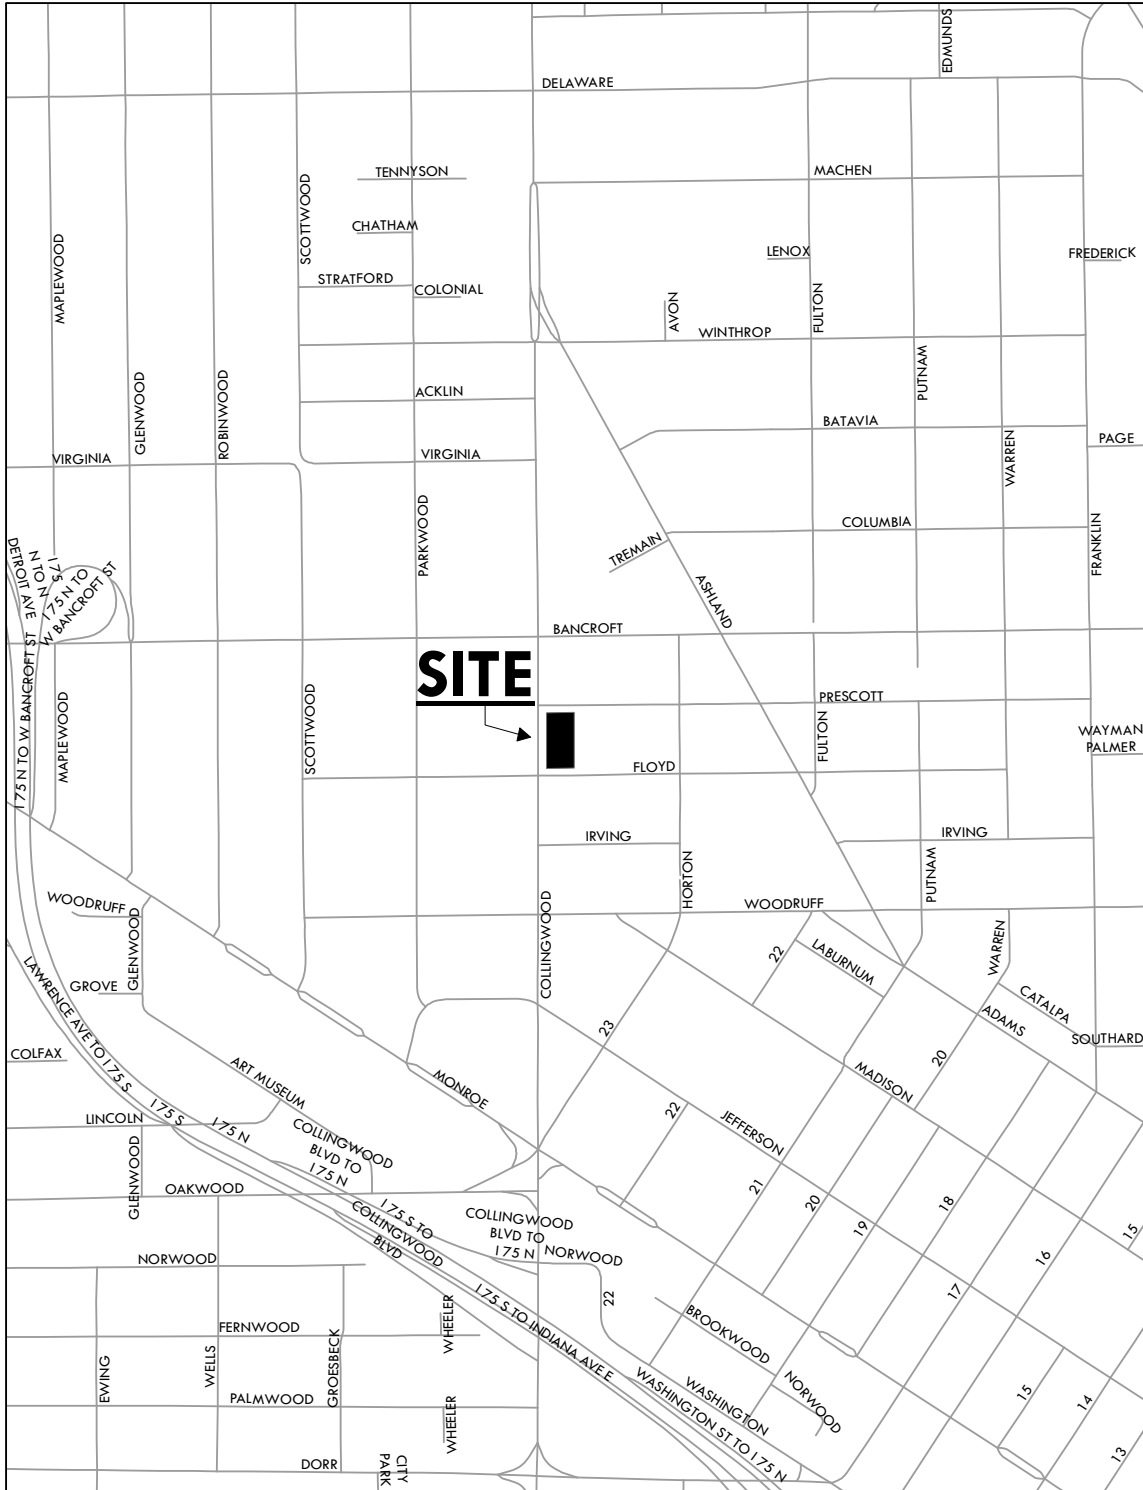 EDMUNDS
DELAWARE
TENNYSON
MACHEN
SCOTTWOOD
CHATHAM
MAPLEWOOD
LENOX
FREDERICK
STRATFORD
COLONIAL
AVON
FULTON
WINTHROP
PUTNAM
GLENWOOD
ROBINWOOD
ACKLIN
BATAVIA
WARREN
PAGE
VIRGINIA
VIRGINIA
PARKWOOD
COLUMBIA
FRANKLIN
TREMAIN
ASHLAND
DETROIT AVE
N TO N
I 75
I 75 N TO
W BANCROFT ST
BANCROFT
I 75 N TO W BANCROFT ST
SITE
MAPLEWOOD
SCOTTWOOD
PRESCOTT
FULTON
WAYMAN
PALMER
FLOYD
IRVING
IRVING
HORTON
PUTNAM
WOODRUFF
GLENWOOD
COLLINGWOOD
WOODRUFF
22
LABURNUM
WARREN
GROVE
LAWRENCE AVE TO I 75 S
CATALPA
ADAMS
23
SOUTHARD
COLFAX
20
ART MUSEUM
MONROE
MADISON
I 75 S
LINCOLN
I 75 N
22
JEFFERSON
COLLINGWOOD
BLVD TO
I 75 N
GLENWOOD
OAKWOOD
21
20
19
18
15
I 75 S TO
COLLINGWOOD
BLVD
COLLINGWOOD
BLVD TO
I 75 N
NORWOOD
NORWOOD
16
17
22
I 75 S TO INDIANA AVE E
WHEELER
FERNWOOD
BROOKWOOD
EWING
WELLS
GROESBECK
NORWOOD
PALMWOOD
WASHINGTON
WASHINGTON ST TO I 75 N
15
14
WHEELER
13
DORR
CITY
PARK